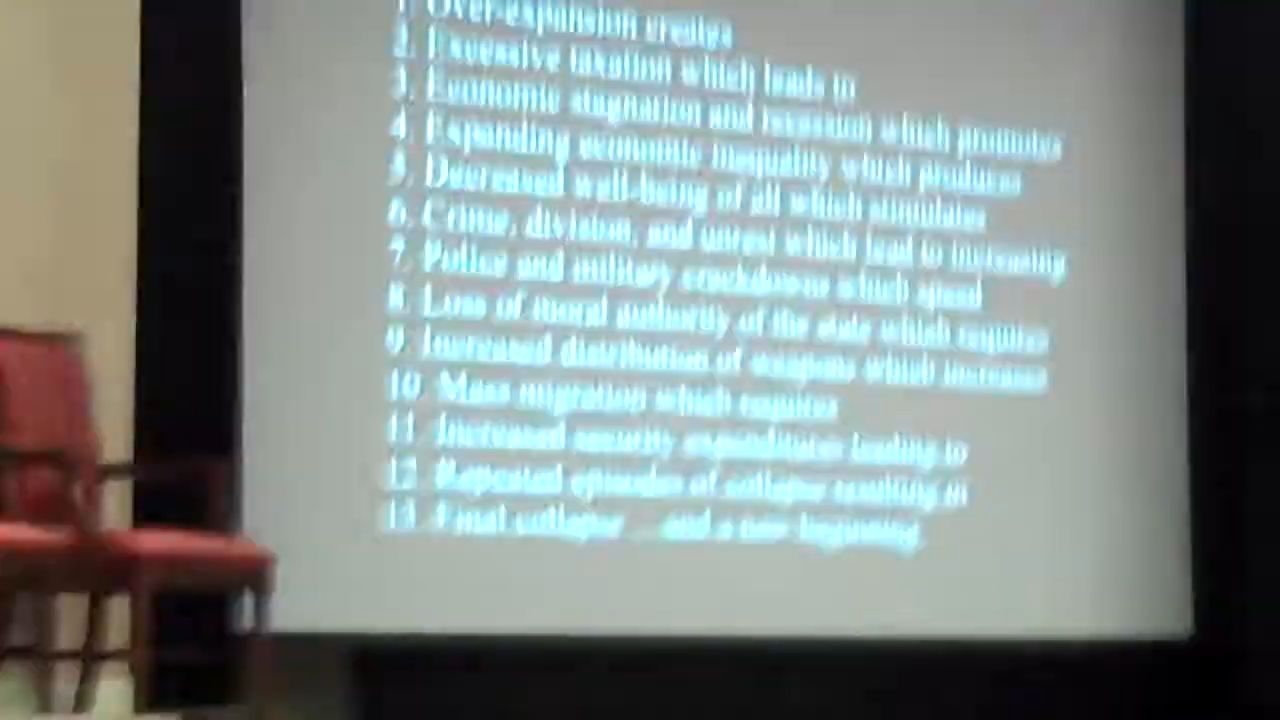 1. Over-expansion creates
2. Excessive taxation which leads to
3. Economic stagnation and recession which promotes
4. Expanding economic inequality which produces
5. Decreased well-being of all which stimulates
6. Crime, division, and unrest which lead to increasing
7. Police and military crackdowns which speed
8. Loss of moral authority of the state which requires
9. Increased distribution of weapons which increases
10. Mass migration which requires
11. Increased security expenditures leading to
12. Repeated episodes of collapse resulting in
13. Final collapse ... and a new beginning